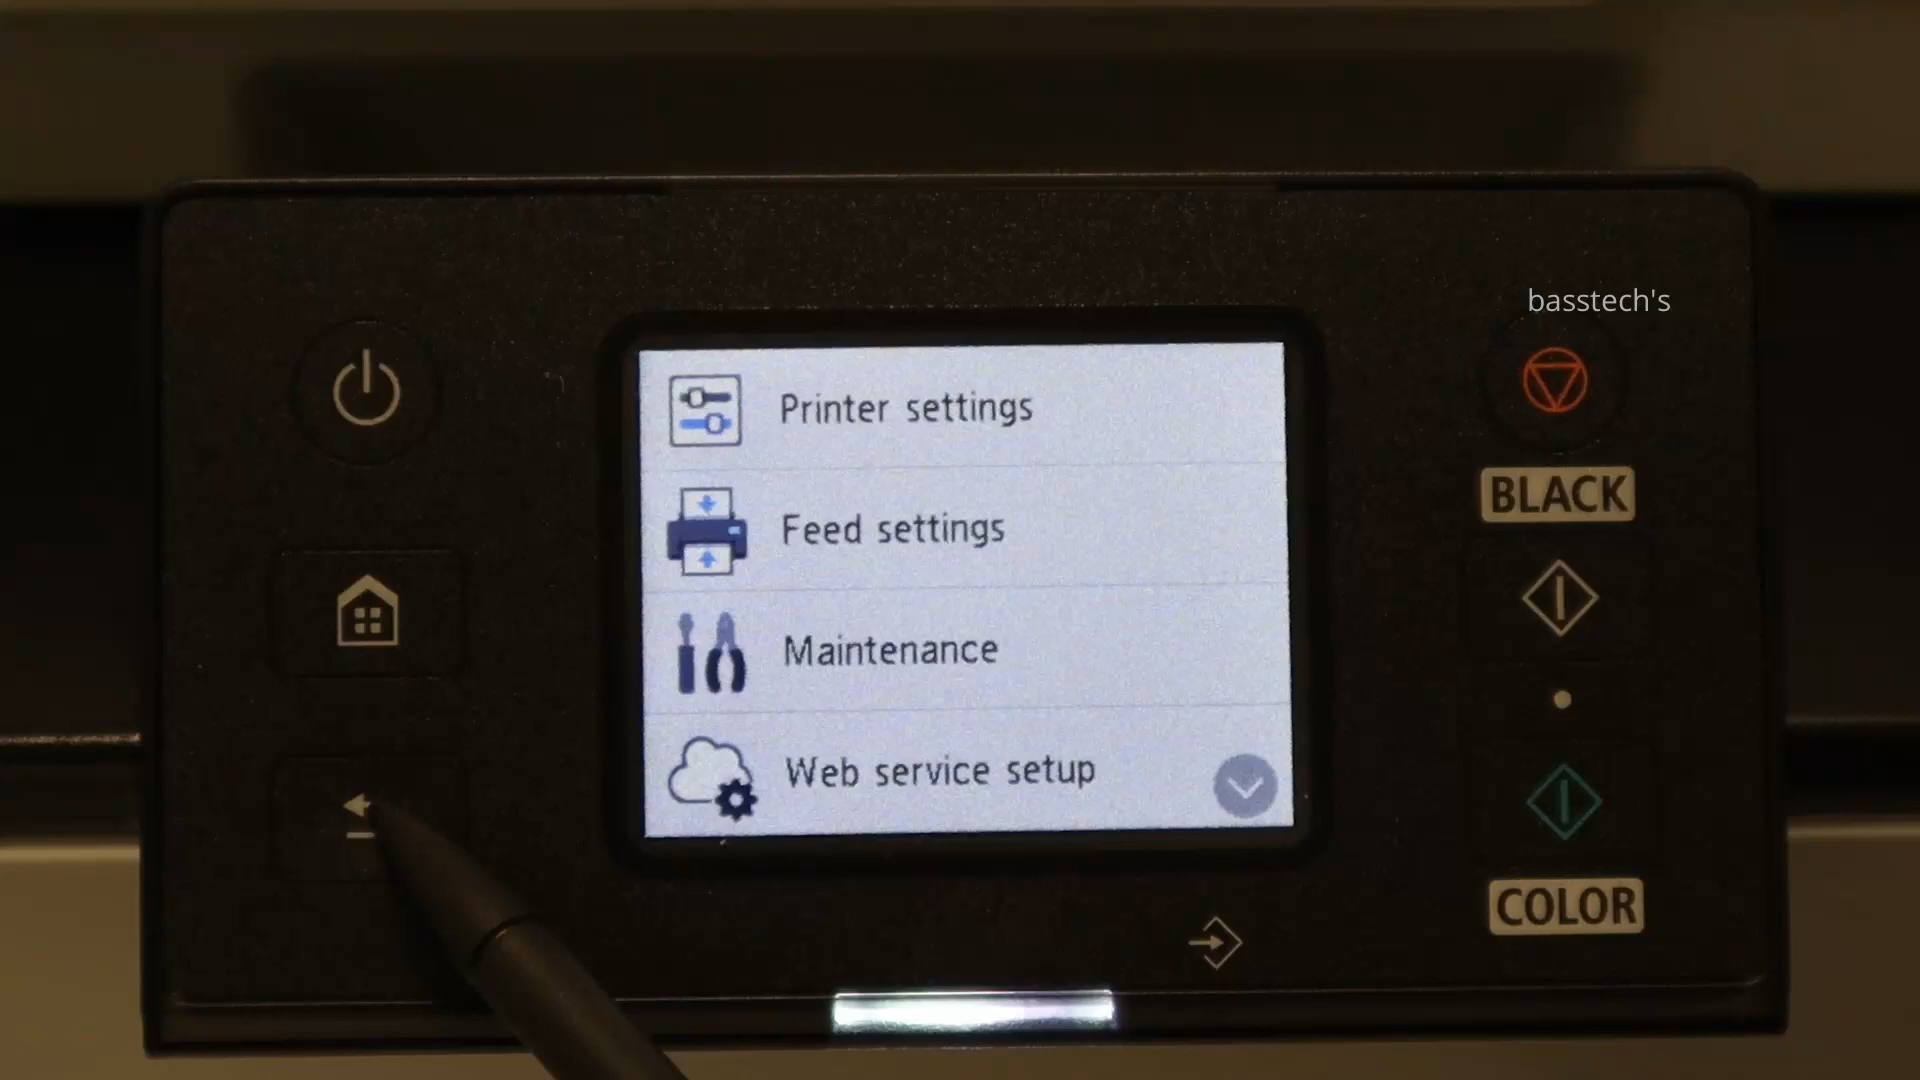 basstech's
Printer settings
Feed settings
Maintenance
Web service setup
BLACK
COLOR